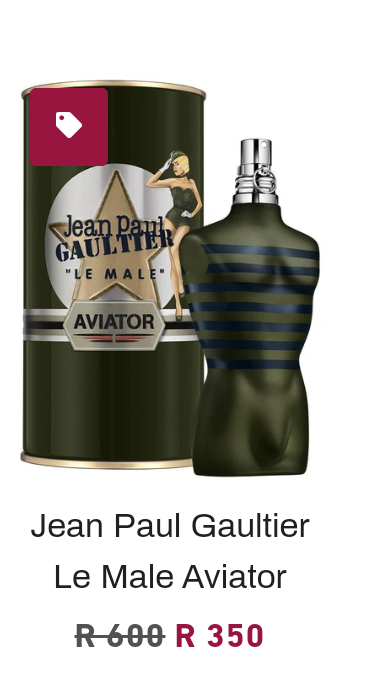 Jean Paul
GAULTIER
"LE MALE"
AVIATOR
Jean Paul Gaultier
Le Male Aviator
R 600 R 350